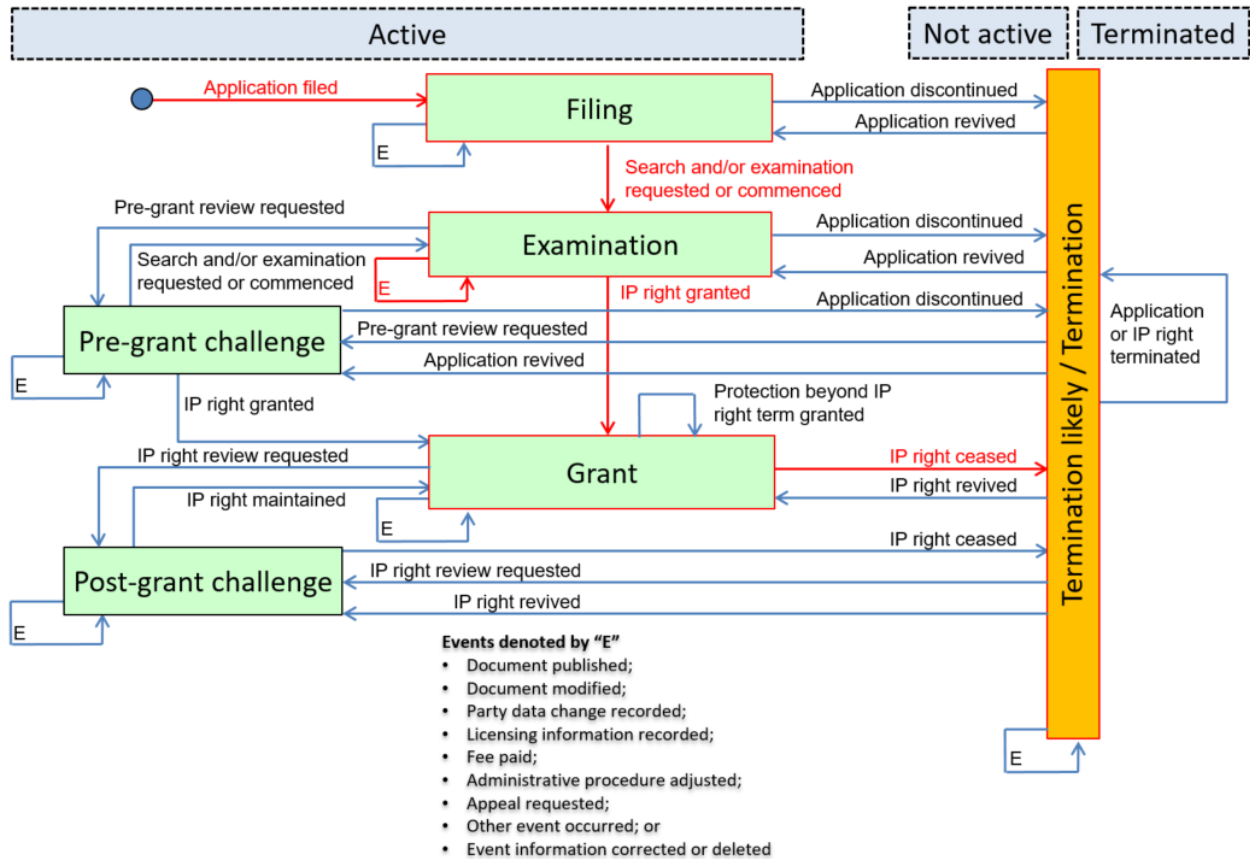 Active
Not active
Terminated
Application filed
Filing
Application discontinued
Application revived
E
Search and/or examination
requested or commenced
Pre-grant review requested
Examination
Application discontinued
Search and/or examination
requested or commenced
Application revived
E
IP right granted
Application discontinued
Pre-grant challenge
Pre-grant review requested
Application revived
E
Application
or IP right
terminated
Termination likely / Termination
IP right granted
Protection beyond IP
right term granted
IP right review requested
Grant
IP right ceased
IP right maintained
IP right revived
E
IP right ceased
Post-grant challenge
IP right review requested
IP right revived
E
Events denoted by “E”
• Document published;
• Document modified;
• Party data change recorded;
• Licensing information recorded;
• Fee paid;
• Administrative procedure adjusted;
• Appeal requested;
• Other event occurred; or
• Event information corrected or deleted
E